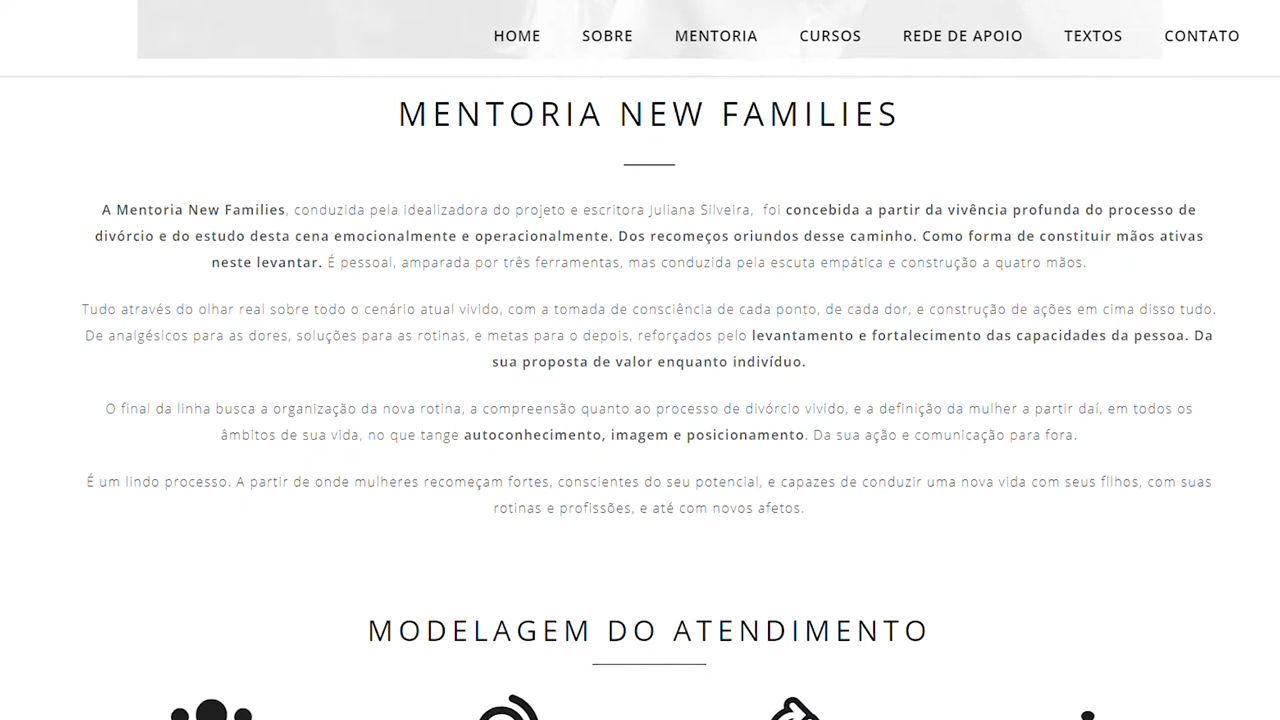 HOME SOBRE MENTORIA CURSOS REDE DE APOIO TEXTOS CONTATO
MENTORIA NEW FAMILIES
A Mentoria New Families, conduzida pela idealizadora do projeto e escritora Juliana Silveira, foi concebida a partir da vivência profunda do processo de
divórcio e do estudo desta cena emocionalmente e operacionalmente. Dos recomeços oriundos desse caminho. Como forma de constituir mãos ativas
neste levantar. É pessoal, amparada por três ferramentas, mas conduzida pela escuta empática e construção a quatro mãos.
Tudo através do olhar real sobre todo o cenário atual vivido, com a tomada de consciência de cada ponto, de cada dor, e construção de ações em cima disso tudo.
De analgésicos para as dores, soluções para as rotinas, e metas para o depois, reforçados pelo levantamento e fortalecimento das capacidades da pessoa. Da
sua proposta de valor enquanto indivíduo.
O final da linha busca a organização da nova rotina, a compreensão quanto ao processo de divórcio vivido, e a definição da mulher a partir daí, em todos os
âmbitos de sua vida, no que tange autoconhecimento, imagem e posicionamento. Da sua ação e comunicação para fora.
É um lindo processo. A partir de onde mulheres recomeçam fortes, conscientes do seu potencial, e capazes de conduzir uma nova vida com seus filhos, com suas
rotinas e profissões, e até com novos afetos.
MODELAGEM DO ATENDIMENTO